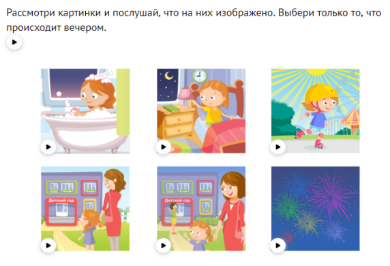 Рассмотри картинки и послушай, что на них изображено. Выбери только то, что
происходит вечером.
Детский сад
Детский сад